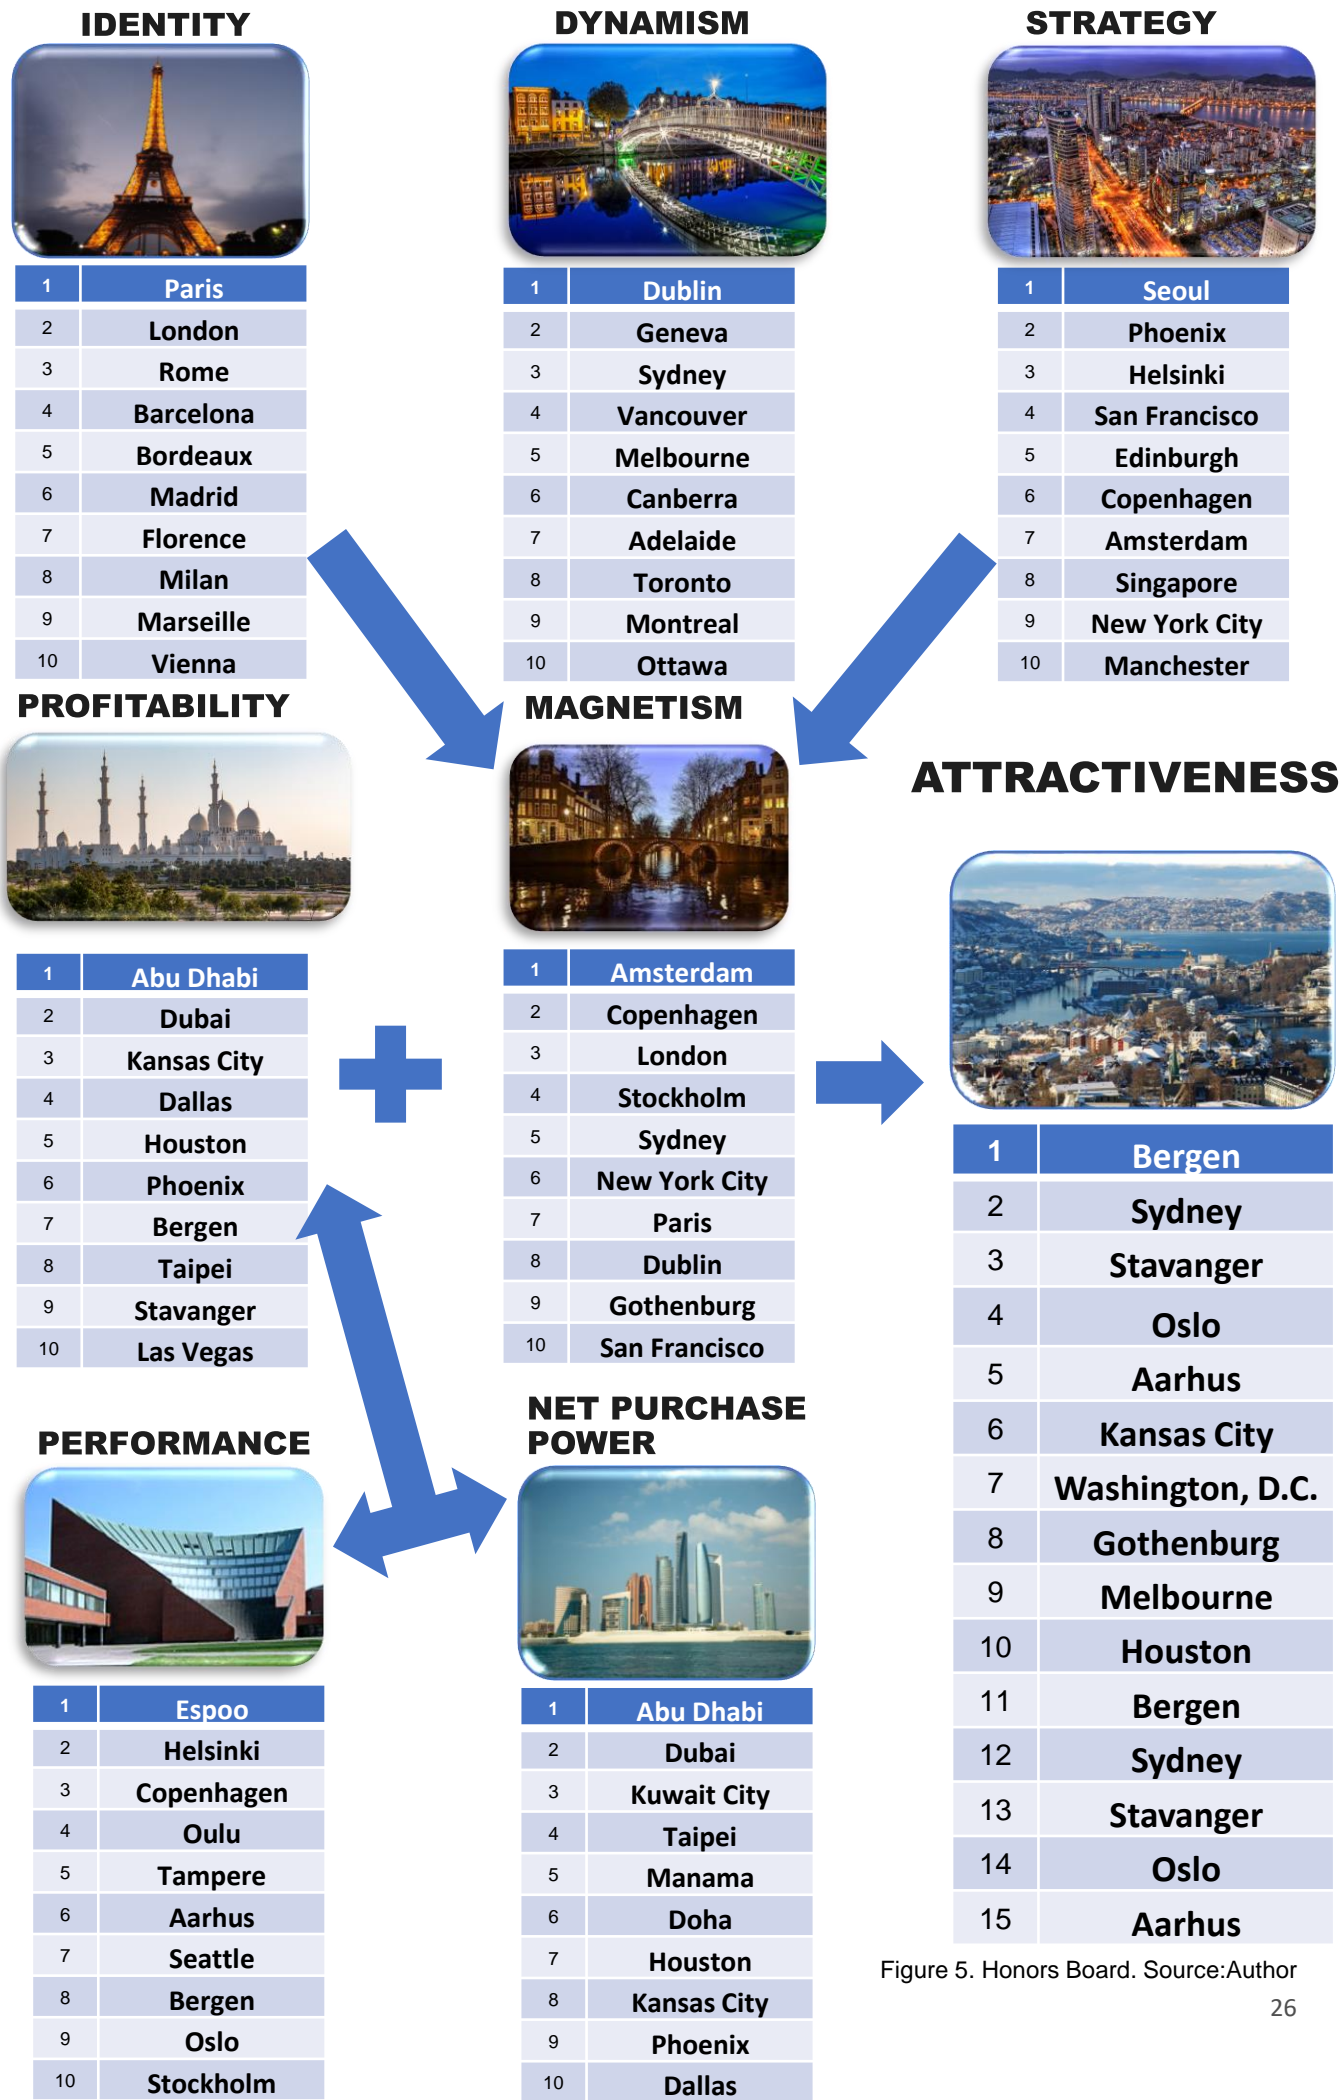 IDENTITY
1 Paris
2 London
3 Rome
4 Barcelona
5 Bordeaux
6 Madrid
7 Florence
8 Milan
9 Marseille
10 Vienna
DYNAMISM
1 Dublin
2 Geneva
3 Sydney
4 Vancouver
5 Melbourne
6 Canberra
7 Adelaide
8 Toronto
9 Montreal
10 Ottawa
STRATEGY
1 Seoul
2 Phoenix
3 Helsinki
4 San Francisco
5 Edinburgh
6 Copenhagen
7 Amsterdam
8 Singapore
9 New York City
10 Manchester
PROFITABILITY
1 Abu Dhabi
2 Dubai
3 Kansas City
4 Dallas
5 Houston
6 Phoenix
7 Bergen
8 Taipei
9 Stavanger
10 Las Vegas
MAGNETISM
1 Amsterdam
2 Copenhagen
3 London
4 Stockholm
5 Sydney
6 New York City
7 Paris
8 Dublin
9 Gothenburg
10 San Francisco
ATTRACTIVENESS
1 Bergen
2 Sydney
3 Stavanger
4 Oslo
5 Aarhus
6 Kansas City
7 Washington, D.C.
8 Gothenburg
9 Melbourne
10 Houston
11 Bergen
12 Sydney
13 Stavanger
14 Oslo
15 Aarhus
PERFORMANCE
1 Espoo
2 Helsinki
3 Copenhagen
4 Oulu
5 Tampere
6 Aarhus
7 Seattle
8 Bergen
9 Oslo
10 Stockholm
NET PURCHASE
POWER
1 Abu Dhabi
2 Dubai
3 Kuwait City
4 Taipei
5 Manama
6 Doha
7 Houston
8 Kansas City
9 Phoenix
10 Dallas
Figure 5. Honors Board. Source:Author
26